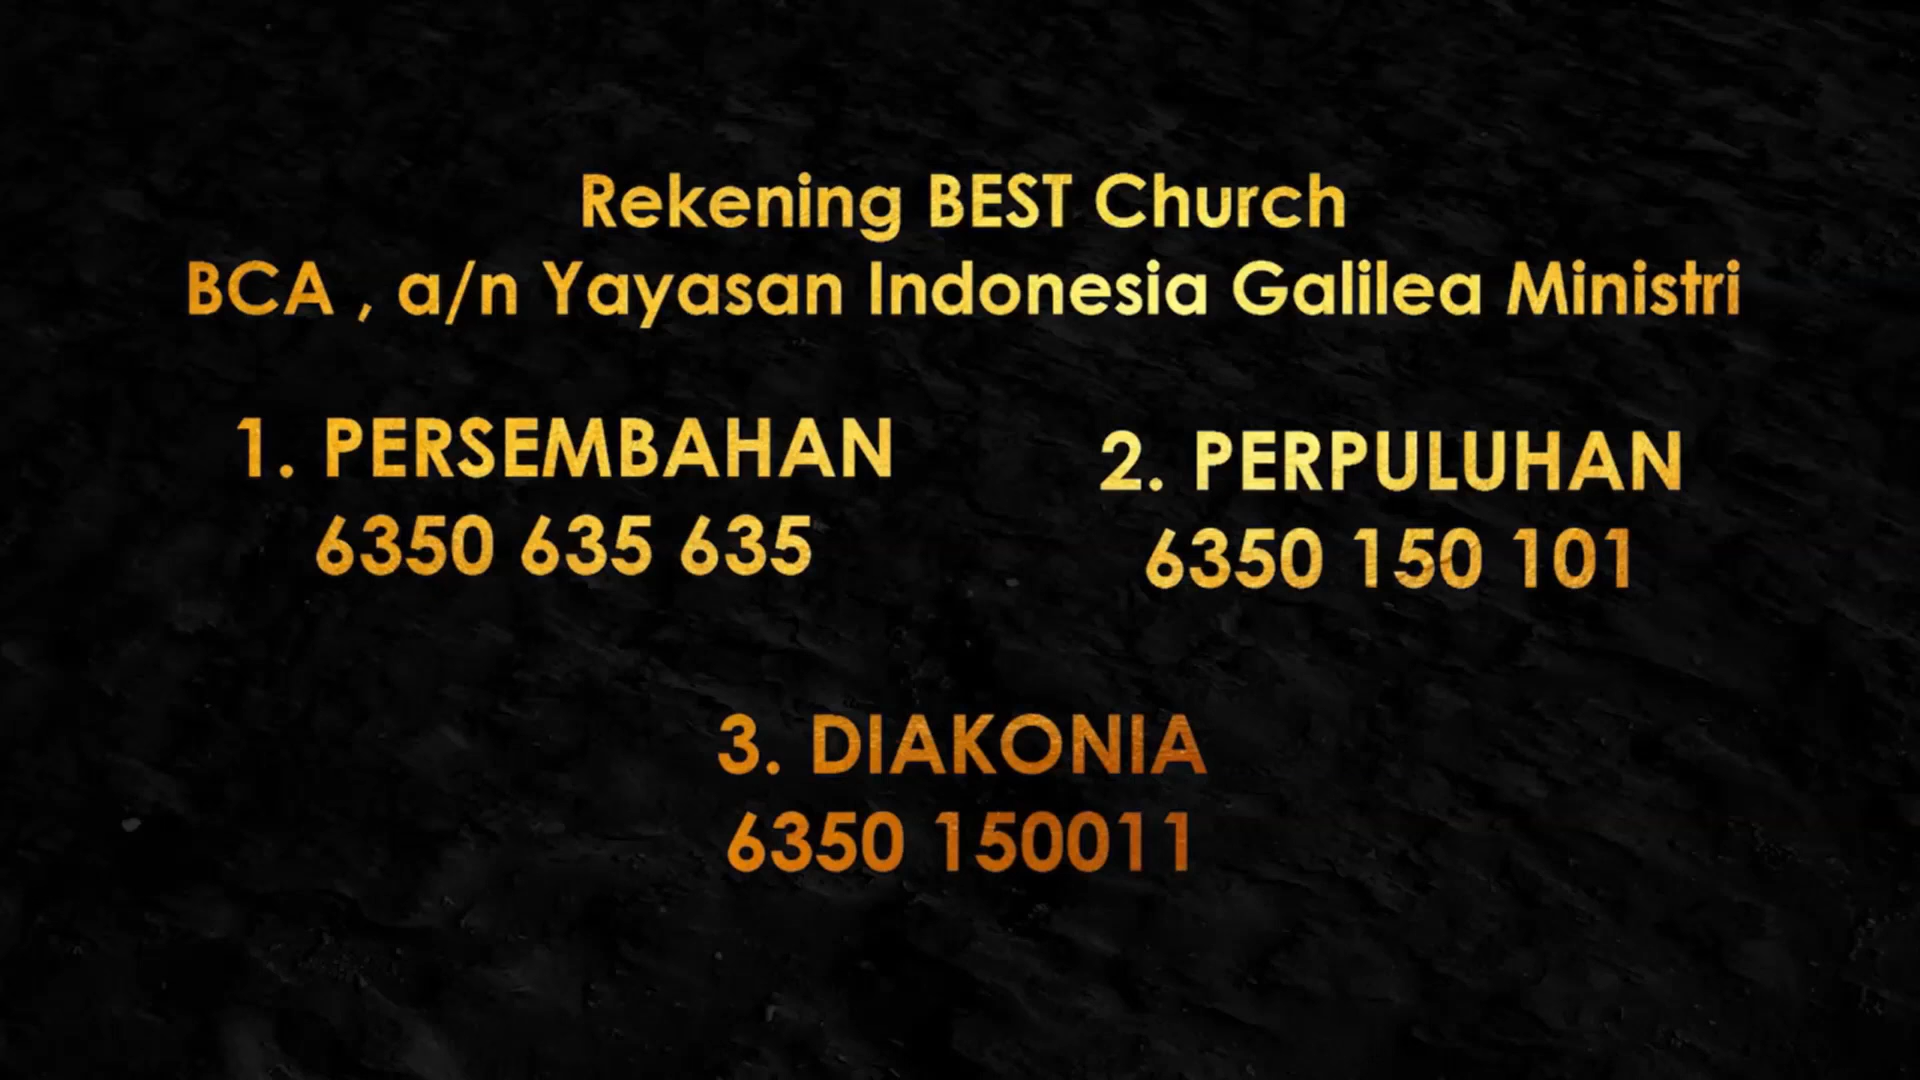 Rekening BEST Church
BCA , a/n Yayasan Indonesia Galilea Ministri
1. PERSEMBAHAN
6350 635 635
2. PERPULUHAN
6350 150 101
3. DIAKONIA
6350 150011